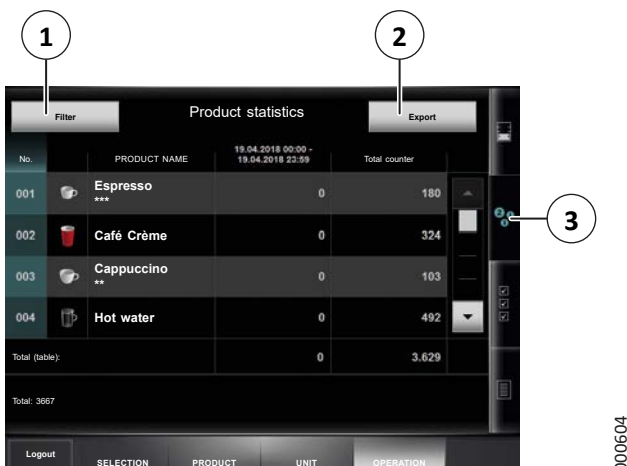 1
2
Filter
Product statistics
Export
No.
PRODUCT NAME
19.04.2018 00:00 -
19.04.2018 23:59
Total counter
001
Espresso
***
0
180
3
002
Café Crème
0
324
003
Cappuccino
**
0
103
004
Hot water
0
492
Total (table):
0
3.629
Total: 3667
Logout
SELECTION
PRODUCT
UNIT
OPERATION